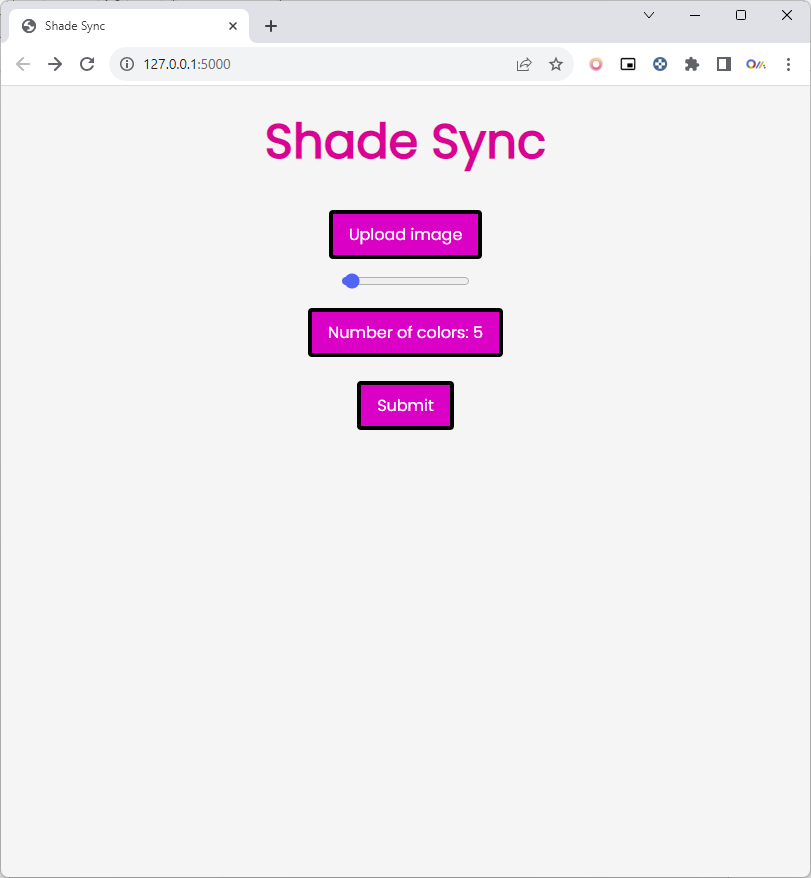 Shade Sync
127.0.0.1:5000
Shade Sync
Upload image
Number of colors: 5
Submit